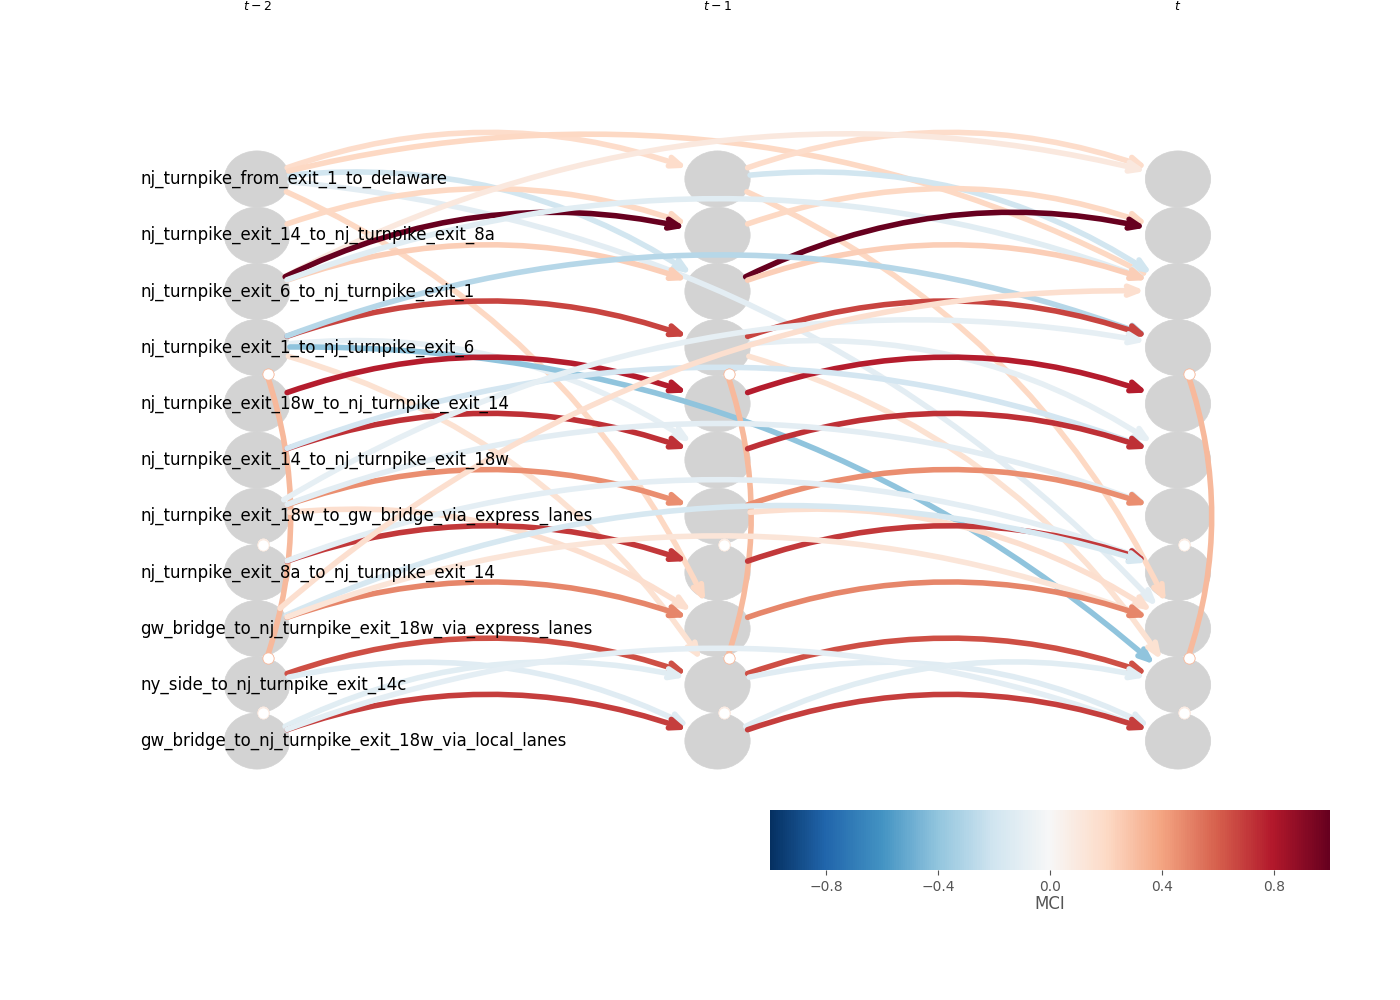 t − 2 t − 1 t
nj_turnpike_from_exit_1_to_delaware
nj_turnpike_exit_14_to_nj_turnpike_exit_8a
nj_turnpike_exit_6_to_nj_turnpike_exit_1
nj_turnpike_exit_1_to_nj_turnpike_exit_6
nj_turnpike_exit_18w_to_nj_turnpike_exit_14
nj_turnpike_exit_14_to_nj_turnpike_exit_18w
nj_turnpike_exit_18w_to_gw_bridge_via_express_lanes
nj_turnpike_exit_8a_to_nj_turnpike_exit_14
gw_bridge_to_nj_turnpike_exit_18w_via_express_lanes
ny_side_to_nj_turnpike_exit_14c
gw_bridge_to_nj_turnpike_exit_18w_via_local_lanes
−0.8 −0.4 0.0 0.4 0.8
MCI